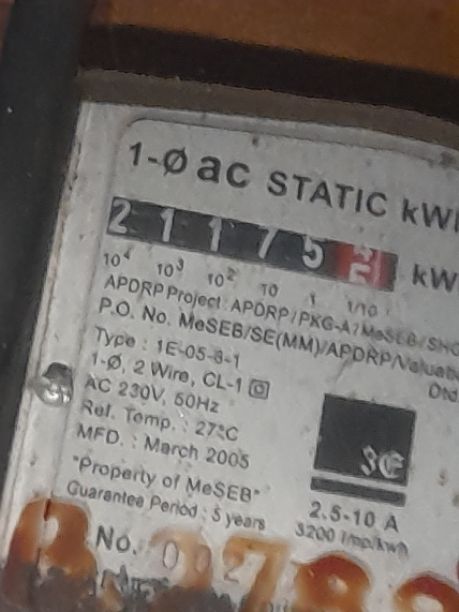 1-Ø ac STATIC kW
2 1 1 7 5
kW
10⁴ 10³ 10² 10 1 1/10
APDRP Project: APDRP/PKG-A7/MeSEB/
P.O. No. MeSEB/SE(MM)/APDRP/Valuati
Dtd
Type : 1E-05-8-1
1-Ø, 2 Wire, CL-1
AC 230V, 50Hz
Ref. Temp. : 27°C
MFD. : March 2005
"Property of MeSEB"
Guarantee Period : 5 years
2.5-10 A
3200 imp/kwh
No.